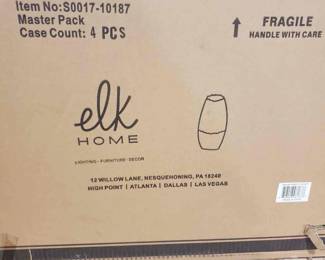 Item No:S0017-10187
Master Pack
Case Count: 4 PCS
FRAGILE
HANDLE WITH CARE
elk
HOME
LIGHTING · FURNITURE · DECOR
12 WILLOW LANE, NESQUEHONING, PA 18240
HIGH POINT | ATLANTA | DALLAS | LAS VEGAS